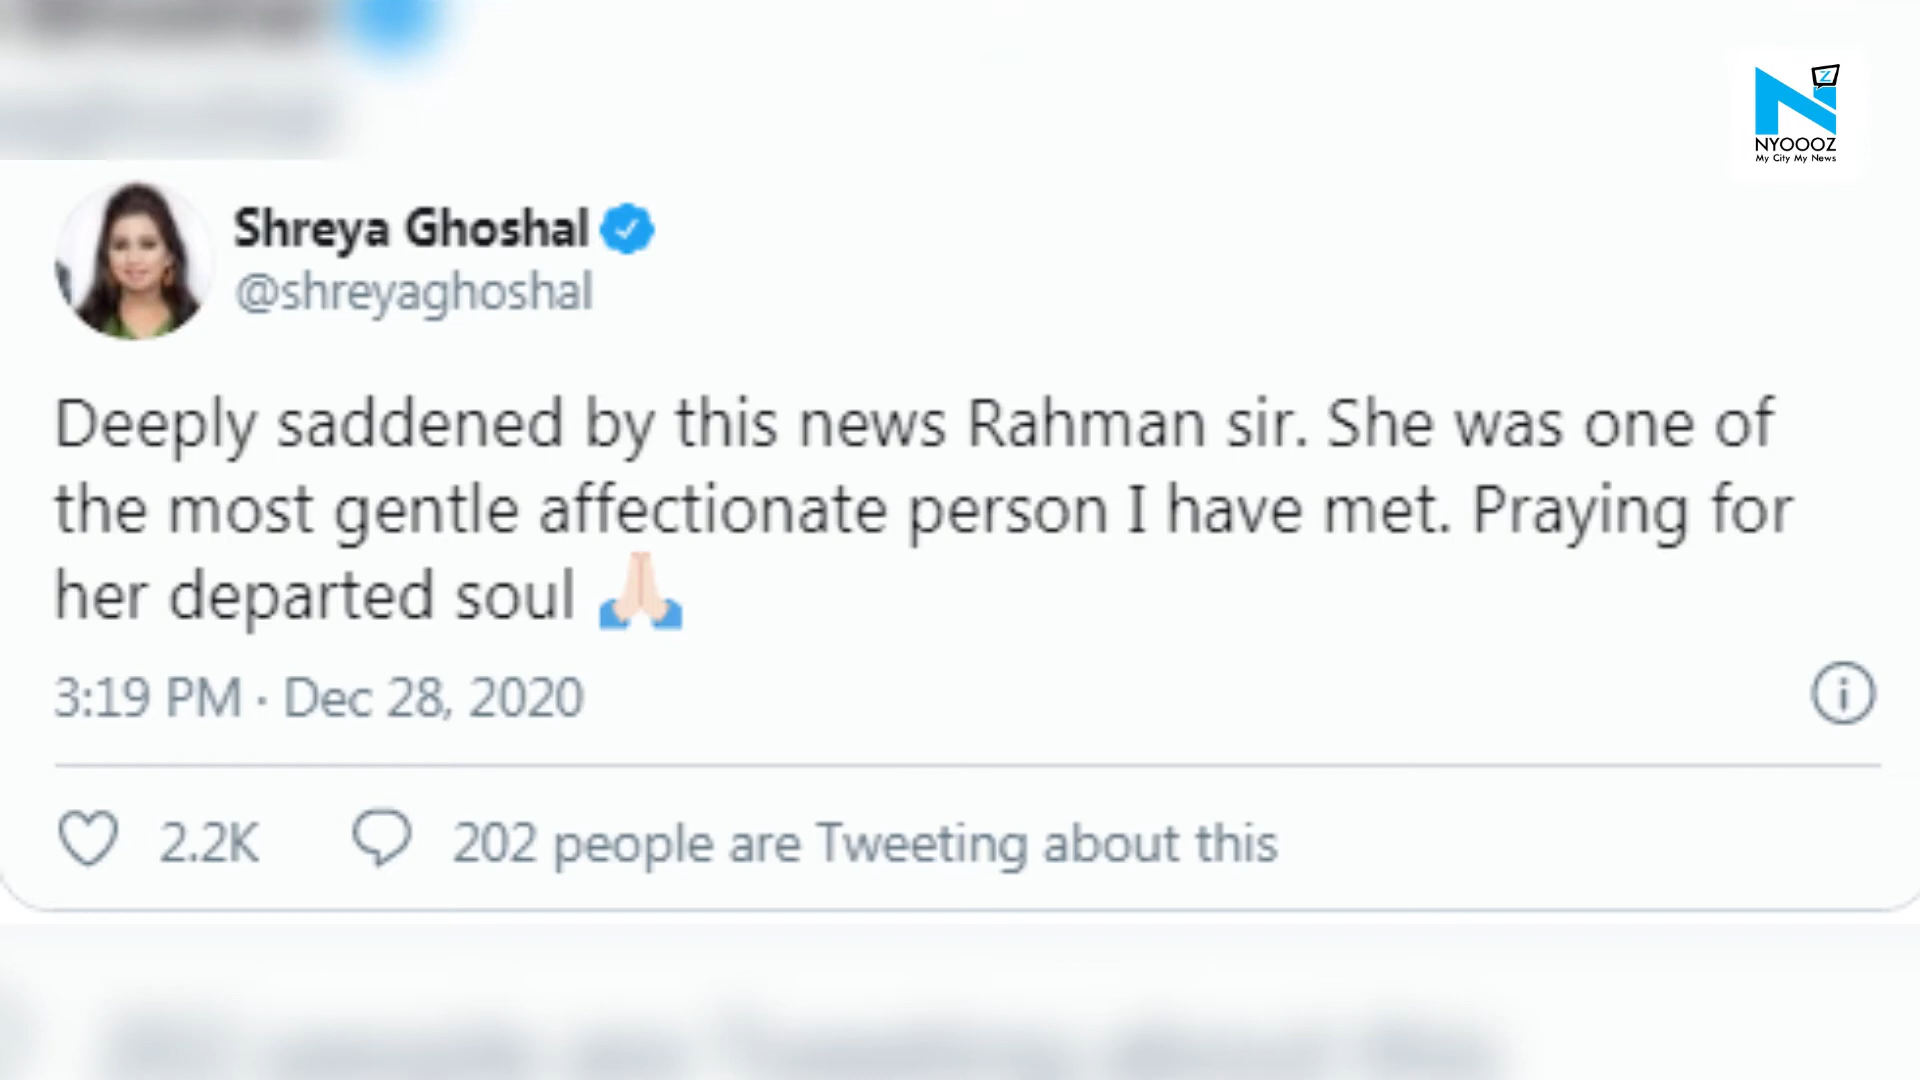 Z
NYOOOZ
My City My News
Shreya Ghoshal
@shreyaghoshal
Deeply saddened by this news Rahman sir. She was one of
the most gentle affectionate person I have met. Praying for
her departed soul 🙏🏻
3:19 PM · Dec 28, 2020
2.2K 202 people are Tweeting about this